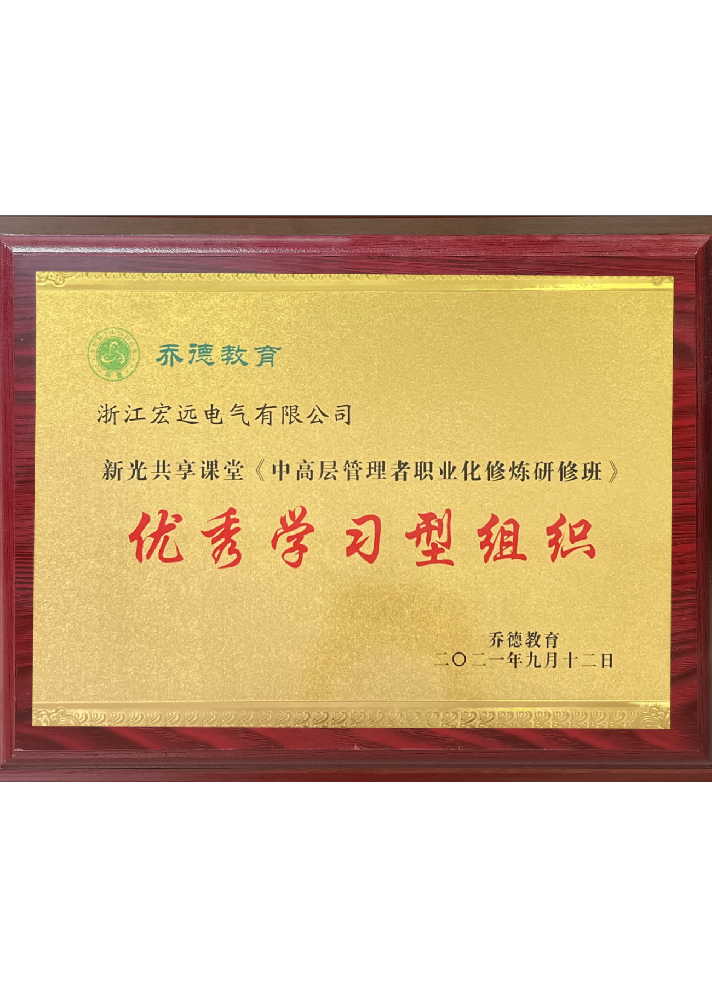 乔德教育
浙江宏远电气有限公司
新光共享课堂《中高层管理者职业化修炼研修班》
优秀学习型组织
乔德教育
二〇二一年九月十二日